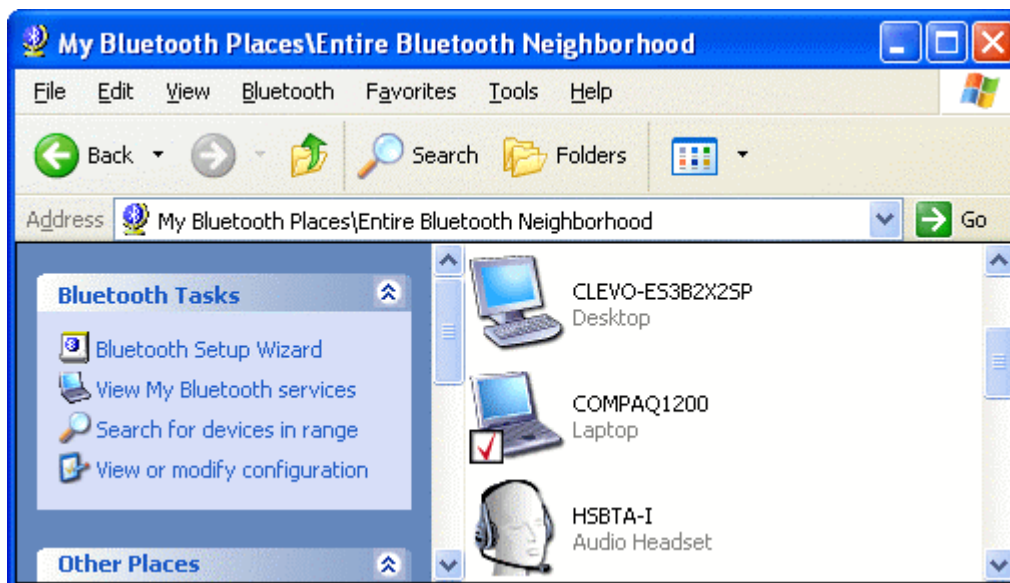 My Bluetooth Places\Entire Bluetooth Neighborhood
File Edit View Bluetooth Favorites Tools Help
Back Search Folders
Address My Bluetooth Places\Entire Bluetooth Neighborhood Go
Bluetooth Tasks
Bluetooth Setup Wizard
View My Bluetooth services
Search for devices in range
View or modify configuration
Other Places
CLEVO-ES3B2X2SP
Desktop
COMPAQ1200
Laptop
HSBTA-I
Audio Headset